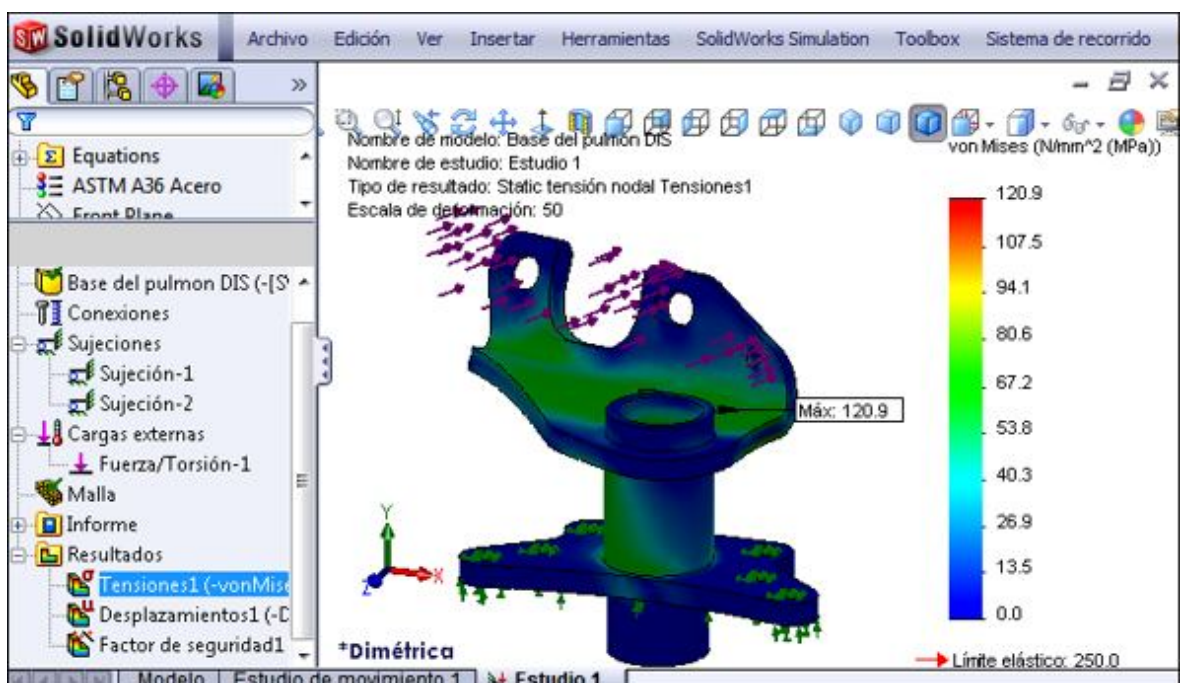 SolidWorks Archivo Edición Ver Insertar Herramientas SolidWorks Simulation Toolbox Sistema de recorrido
Equations
ASTM A36 Acero
Front Plane
Base del pulmon DIS (-[S
Conexiones
Sujeciones
Sujeción-1
Sujeción-2
Cargas externas
Fuerza/Torsión-1
Malla
Informe
Resultados
Tensiones1 (-vonMise
Desplazamientos1 (-D
Factor de seguridad1
Nombre de modelo: Base del pulmon DIS
Nombre de estudio: Estudio 1
Tipo de resultado: Static tensión nodal Tensiones1
Escala de deformación: 50
von Mises (N/mm^2 (MPa))
120.9
107.5
94.1
80.6
67.2
53.8
40.3
26.9
13.5
0.0
Límite elástico: 250.0
Máx: 120.9
Y
X
Z
*Dimétrica
Modelo Estudio de movimiento 1 Estudio 1